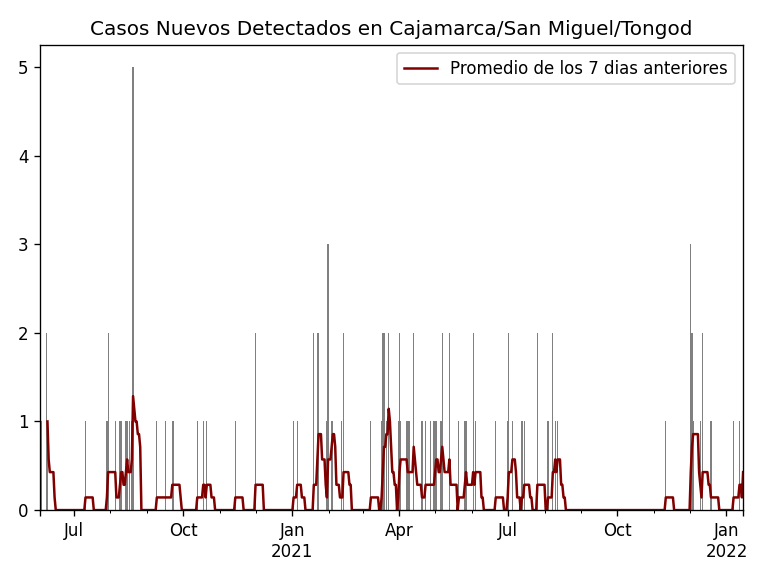 Casos Nuevos Detectados en Cajamarca/San Miguel/Tongod
Promedio de los 7 dias anteriores
5
4
3
2
1
0
Jul
Oct
Jan
2021
Apr
Jul
Oct
Jan
2022